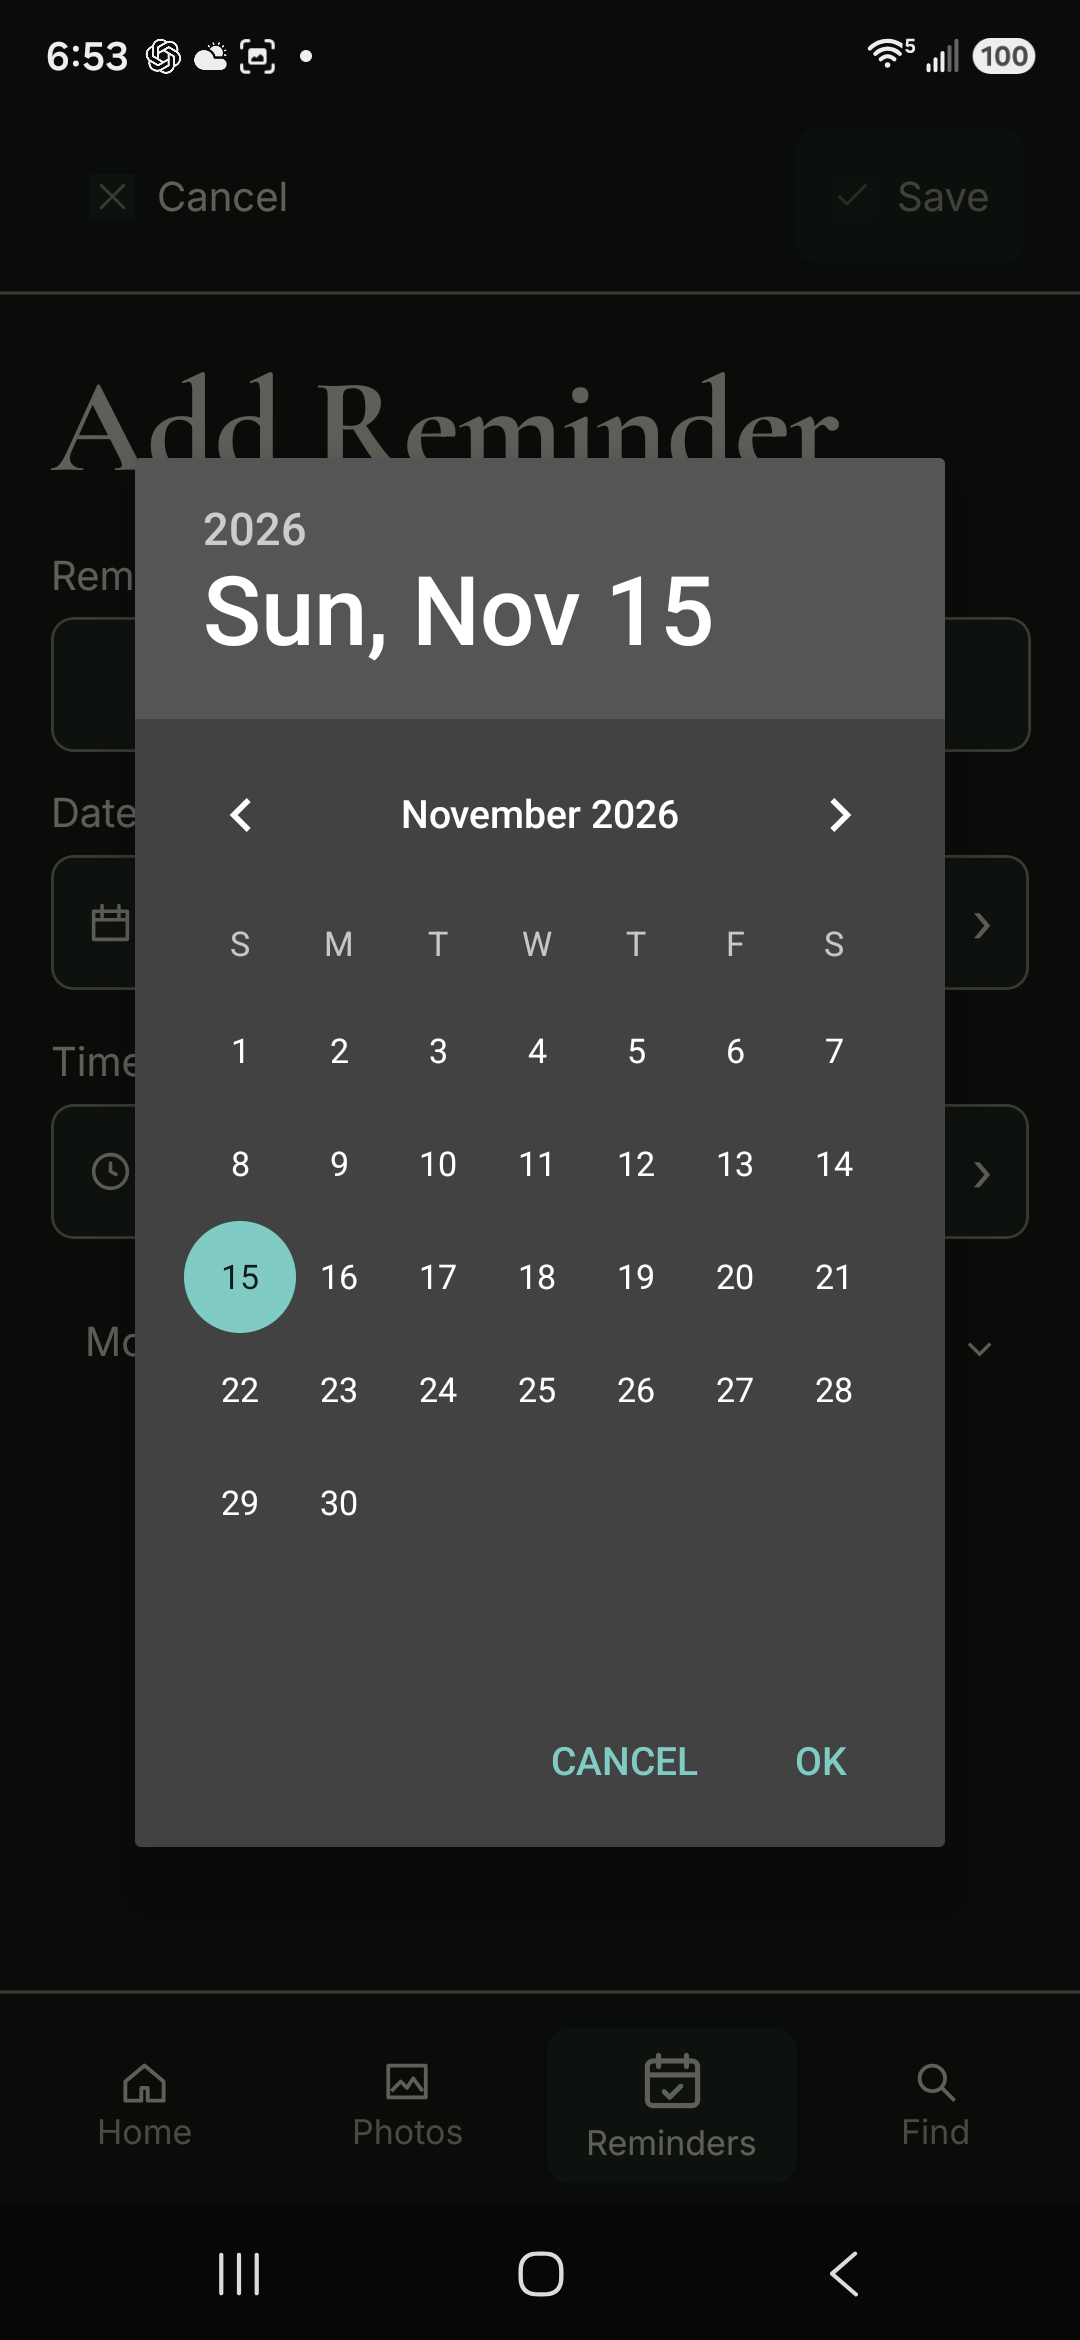 6:53
5
100
Cancel
Save
Add Reminder
2026
Sun, Nov 15
Rem
Date
November 2026
S M T W T F S
1 2 3 4 5 6 7
Time
8 9 10 11 12 13 14
15 16 17 18 19 20 21
Mo
22 23 24 25 26 27 28
29 30
CANCEL OK
Home Photos Reminders Find